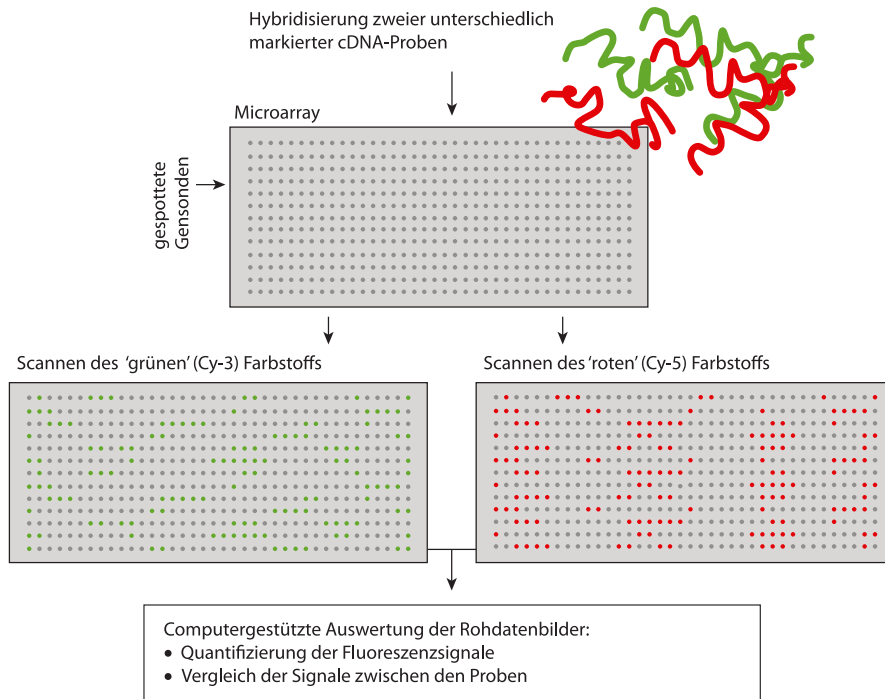 Hybridisierung zweier unterschiedlich
markierter cDNA-Proben
Microarray
gespottete
Gensonden
Scannen des 'grünen' (Cy-3) Farbstoffs
Scannen des 'roten' (Cy-5) Farbstoffs
Computergestützte Auswertung der Rohdatenbilder:
• Quantifizierung der Fluoreszenzsignale
• Vergleich der Signale zwischen den Proben